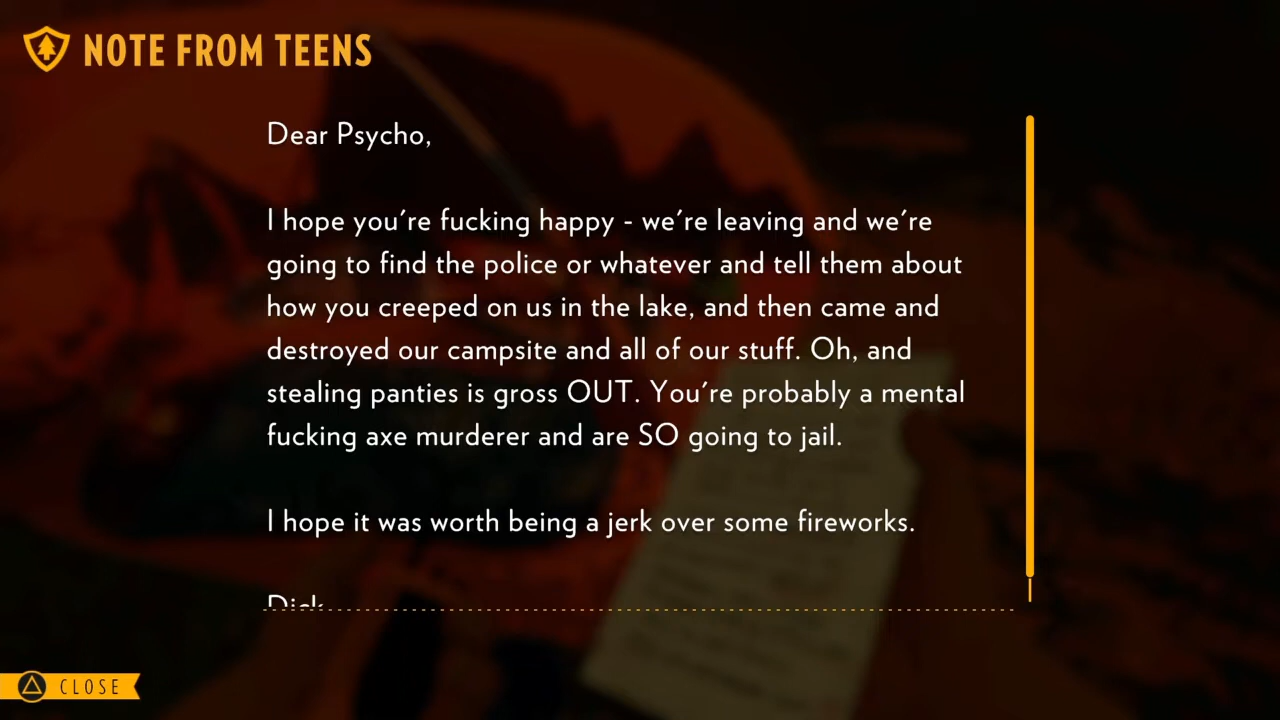 NOTE FROM TEENS
Dear Psycho,
I hope you're fucking happy - we're leaving and we're
going to find the police or whatever and tell them about
how you creeped on us in the lake, and then came and
destroyed our campsite and all of our stuff. Oh, and
stealing panties is gross OUT. You're probably a mental
fucking axe murderer and are SO going to jail.
I hope it was worth being a jerk over some fireworks.
CLOSE